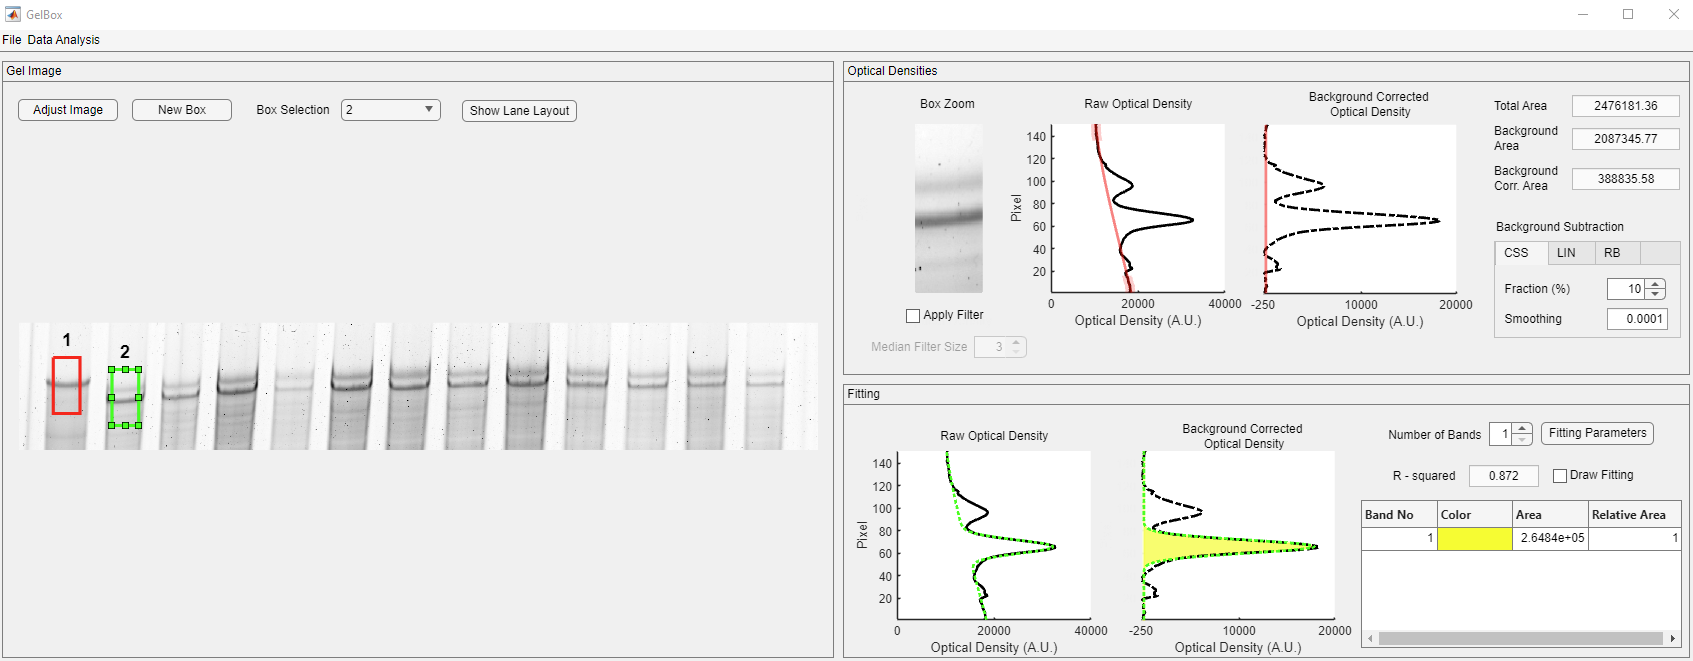 GelBox
File Data Analysis
Gel Image
Adjust Image
New Box
Box Selection
2
Show Lane Layout
1
2
Optical Densities
Box Zoom
Apply Filter
Median Filter Size
3
Raw Optical Density
140
120
100
80
60
40
20
Pixel
0
20000
40000
Optical Density (A.U.)
Background Corrected
Optical Density
-250
10000
20000
Optical Density (A.U.)
Total Area
2476181.36
Background
Area
2087345.77
Background
Corr. Area
388835.58
Background Subtraction
CSS LIN RB
Fraction (%)
10
Smoothing
0.0001
Fitting
Raw Optical Density
140
120
100
80
60
40
20
Pixel
0
20000
40000
Optical Density (A.U.)
Background Corrected
Optical Density
-250
10000
20000
Optical Density (A.U.)
Number of Bands
1
Fitting Parameters
R - squared
0.872
Draw Fitting
Band No Color Area Relative Area
1 2.6484e+05 1